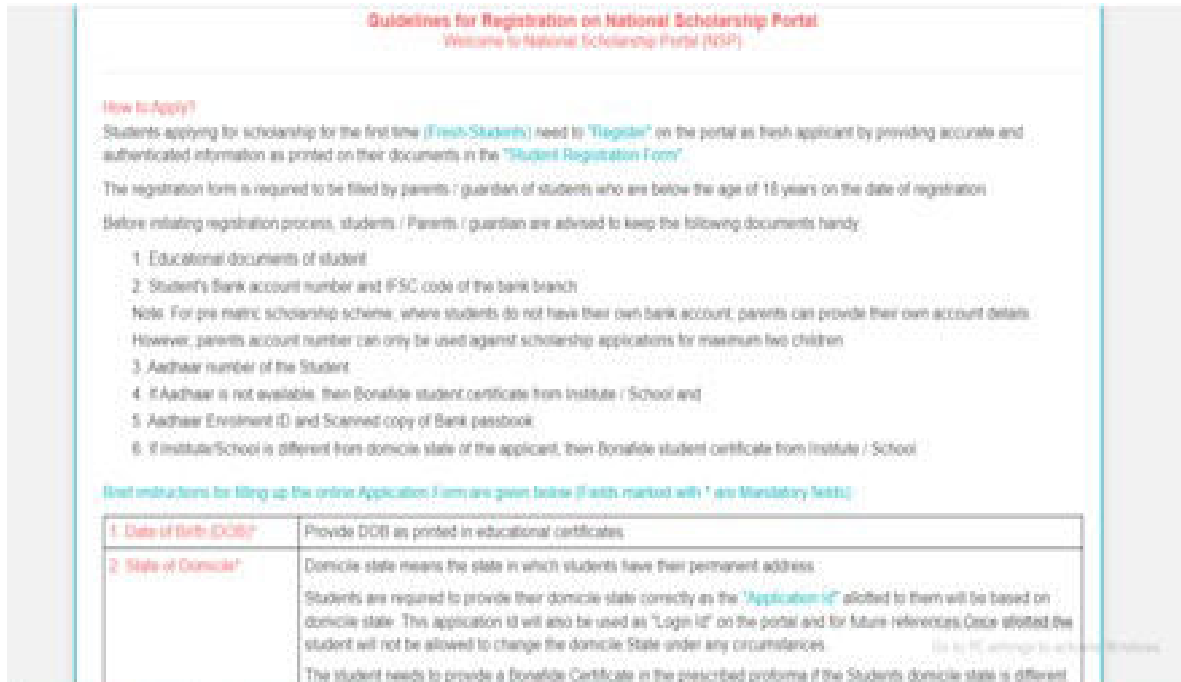 Guidelines for Registration on National Scholarship Portal
Welcome to National Scholarship Portal (NSP)
How to Apply?
Students applying for scholarship for the first time (Fresh Students) need to "Register" on the portal as fresh applicant by providing accurate and
authenticated information as printed on their documents in the "Student Registration Form".
The registration form is required to be filled by parents / guardian of students who are below the age of 18 years on the date of registration.
Before initiating registration process, students / Parents / guardian are advised to keep the following documents handy:
1. Educational documents of student
2. Student's Bank account number and IFSC code of the bank branch
Note: For pre matric scholarship scheme, where students do not have their own bank account, parents can provide their own account details.
However, parents account number can only be used against scholarship applications for maximum two children
3. Aadhaar number of the Student
4. If Aadhaar is not available, then Bonafide student certificate from Institute / School and
5. Aadhaar Enrolment ID and Scanned copy of Bank passbook
6. If Institute/School is different from domicile state of the applicant, then Bonafide student certificate from Institute / School.
Brief instructions for filling up the online Application Form are given below (Fields marked with * are Mandatory fields):
1. Date of Birth (DOB)* Provide DOB as printed in educational certificates.
2. State of Domicile* Domicile state means the state in which students have their permanent address.
Students are required to provide their domicile state correctly as the "Application Id" allotted to them will be based on
domicile state. This application Id will also be used as "Login Id" on the portal and for future references.Once allotted the
student will not be allowed to change the domicile State under any circumstances.
Go to PC settings to activate Windows.
The student needs to provide a Bonafide Certificate in the prescribed proforma if the Students domicile state is different